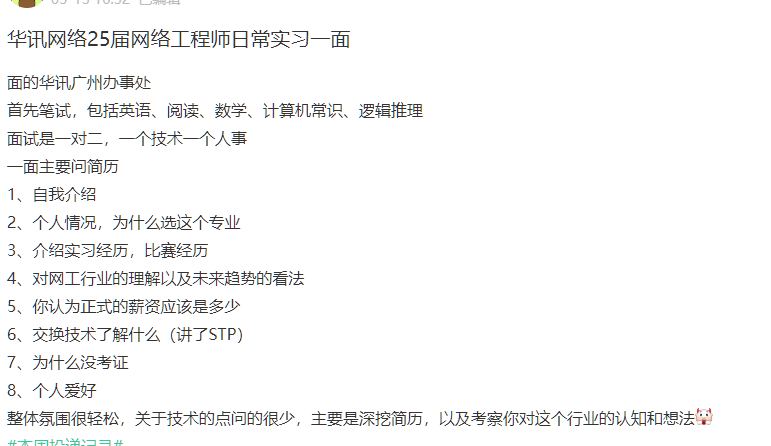 华讯网络25届网络工程师日常实习一面
面的华讯广州办事处
首先笔试，包括英语、阅读、数学、计算机常识、逻辑推理
面试是一对二，一个技术一个人事
一面主要问简历
1、自我介绍
2、个人情况，为什么选这个专业
3、介绍实习经历，比赛经历
4、对网工行业的理解以及未来趋势的看法
5、你认为正式的薪资应该是多少
6、交换技术了解什么（讲了STP）
7、为什么没考证
8、个人爱好
整体氛围很轻松，关于技术的点问的很少，主要是深挖简历，以及考察你对这个行业的认知和想法